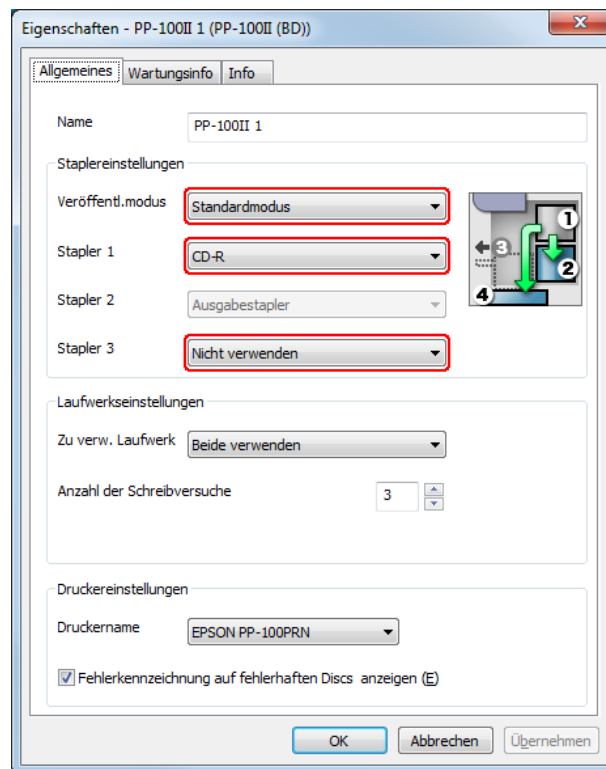 Eigenschaften - PP-100II 1 (PP-100II (BD))
Allgemeines Wartungsinfo Info
Name PP-100II 1
Staplereinstellungen
Veröffentl.modus Standardmodus
Stapler 1 CD-R
Stapler 2 Ausgabestapler
Stapler 3 Nicht verwenden
1
3
2
4
Laufwerkseinstellungen
Zu verw. Laufwerk Beide verwenden
Anzahl der Schreibversuche 3
Druckereinstellungen
Druckername EPSON PP-100PRN
Fehlerkennzeichnung auf fehlerhaften Discs anzeigen (E)
OK Abbrechen Übernehmen